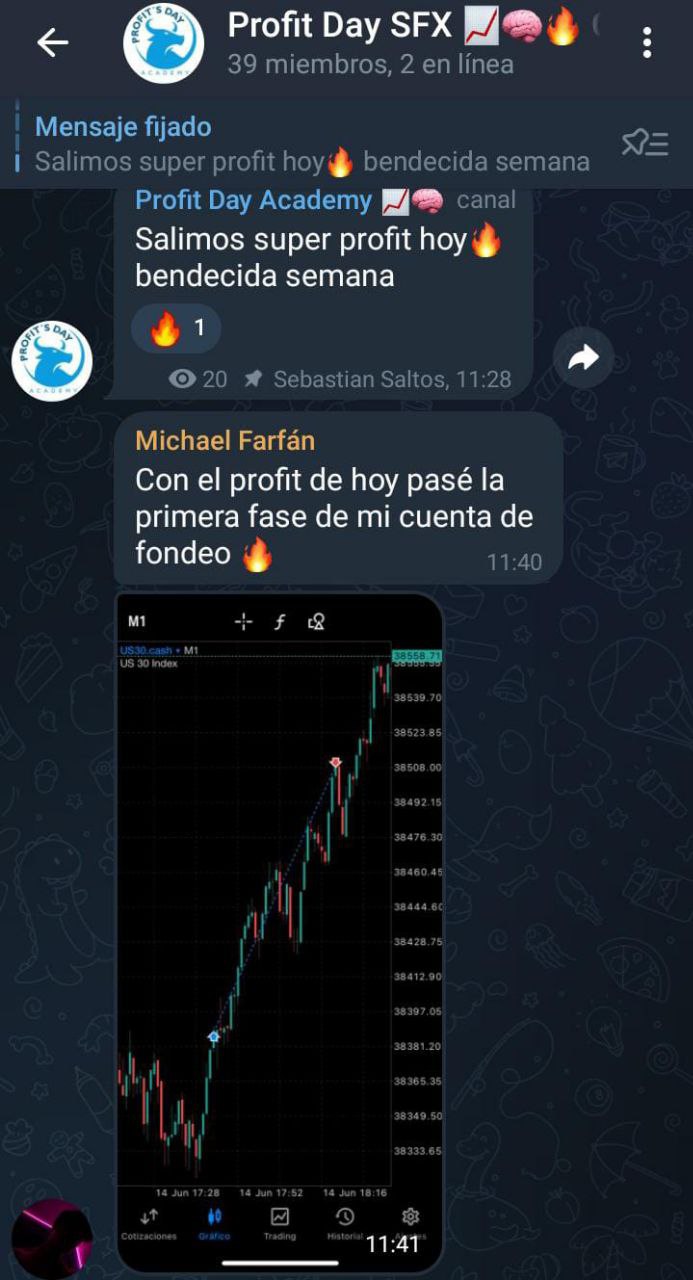 Profit Day SFX 📈🧠🔥
39 miembros, 2 en línea
Mensaje fijado
Salimos super profit hoy🔥 bendecida semana
Profit Day Academy 📈🧠 canal
Salimos super profit hoy🔥
bendecida semana
🔥 1
20 Sebastian Saltos, 11:28
PROFIT'S DAY
ACADEMY
Michael Farfán
Con el profit de hoy pasé la
primera fase de mi cuenta de
fondeo 🔥
11:40
M1
US30.cash • M1
US 30 Index
38558.71
38539.70
38523.85
38508.00
38492.15
38476.30
38460.45
38444.60
38428.75
38412.90
38397.05
38381.20
38365.35
38349.50
38333.65
14 Jun 17:28 14 Jun 17:52 14 Jun 18:16
Cotizaciones Gráfico Trading Historial
11:41